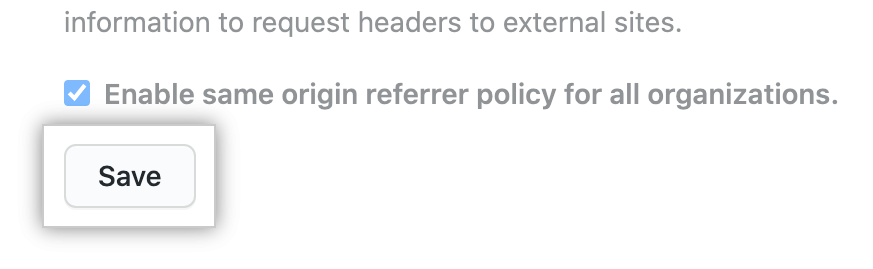 information to request headers to external sites.
Enable same origin referrer policy for all organizations.
Save